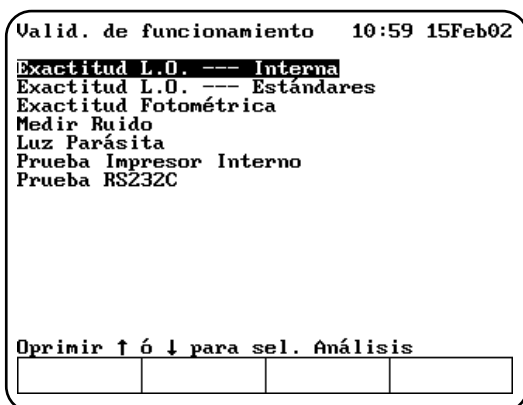 Valid. de funcionamiento 10:59 15Feb02
Exactitud L.O. --- Interna
Exactitud L.O. --- Estándares
Exactitud Fotométrica
Medir Ruido
Luz Parásita
Prueba Impresor Interno
Prueba RS232C
Oprimir ↑ ó ↓ para sel. Análisis